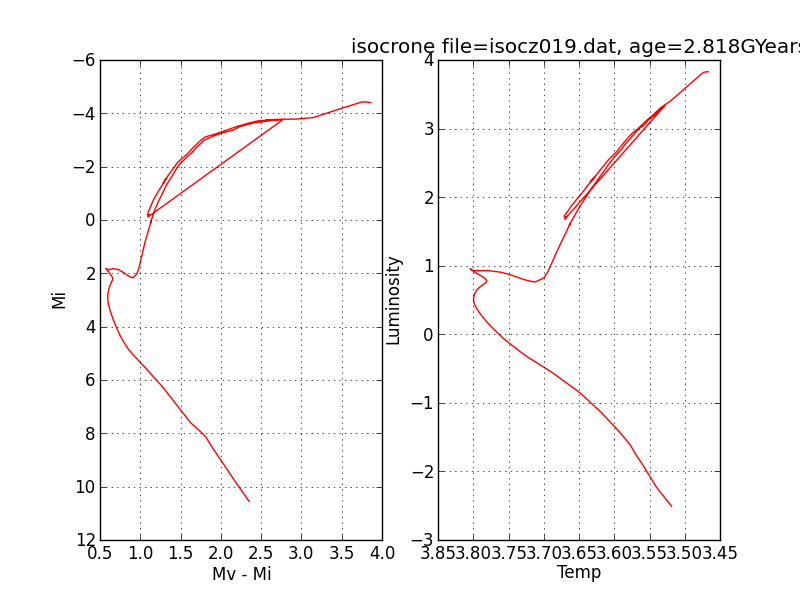 isocrone file=isocz019.dat, age=2.818GYears
−6
−4
−2
0
2
4
6
8
10
12
Mi
0.5 1.0 1.5 2.0 2.5 3.0 3.5 4.0
Mv - Mi
4
3
2
1
0
−1
−2
−3
Luminosity
3.85 3.80 3.75 3.70 3.65 3.60 3.55 3.50 3.45
Temp